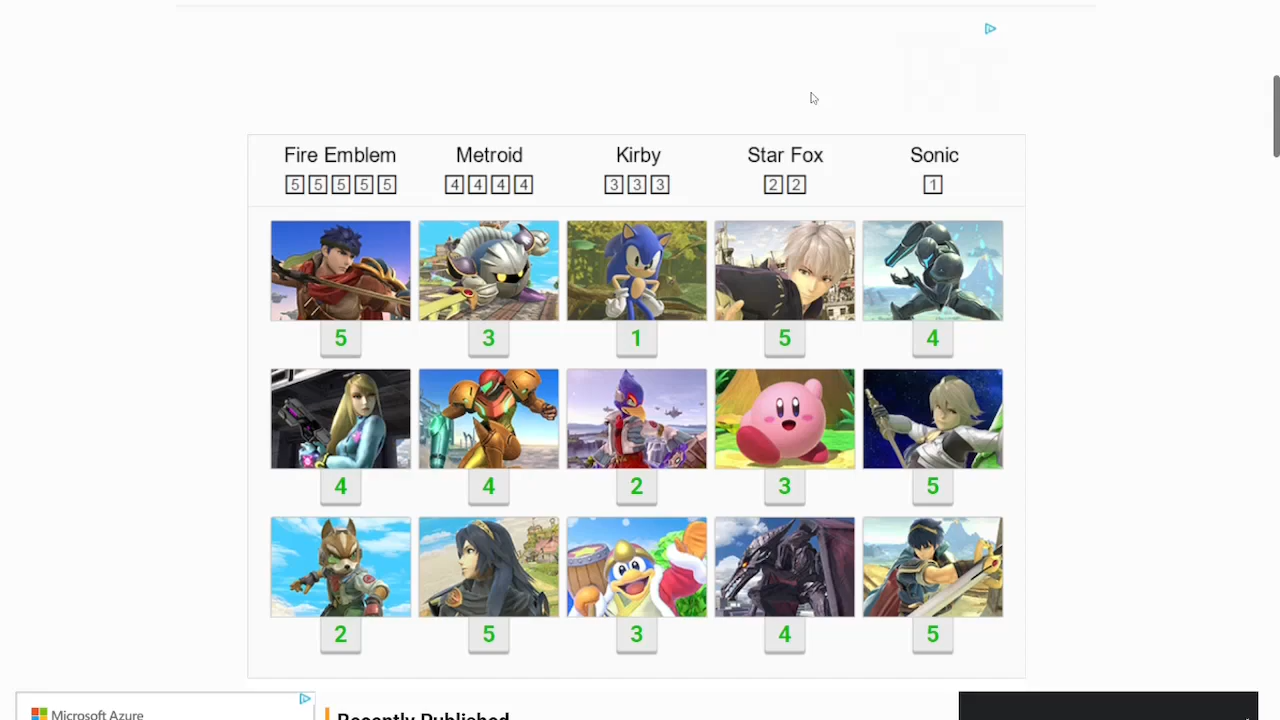 Fire Emblem Metroid Kirby Star Fox Sonic
5 5 5 5 5 4 4 4 4 3 3 3 2 2 1
5 3 1 5 4
4 4 2 3 5
2 5 3 4 5
Microsoft Azure
Recently Published